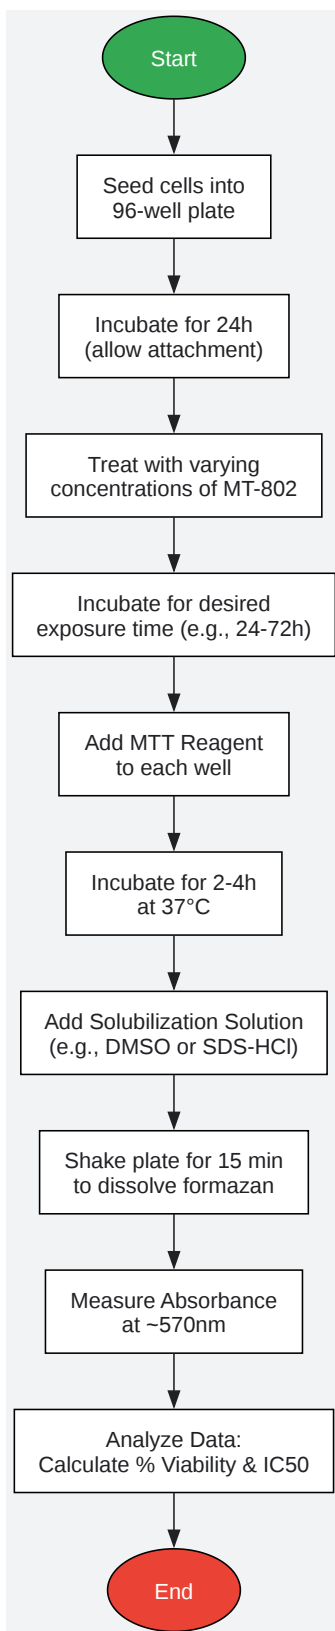 Start
Seed cells into
96-well plate
Incubate for 24h
(allow attachment)
Treat with varying
concentrations of MT-802
Incubate for desired
exposure time (e.g., 24-72h)
Add MTT Reagent
to each well
Incubate for 2-4h
at 37°C
Add Solubilization Solution
(e.g., DMSO or SDS-HCl)
Shake plate for 15 min
to dissolve formazan
Measure Absorbance
at ~570nm
Analyze Data:
Calculate % Viability & IC50
End